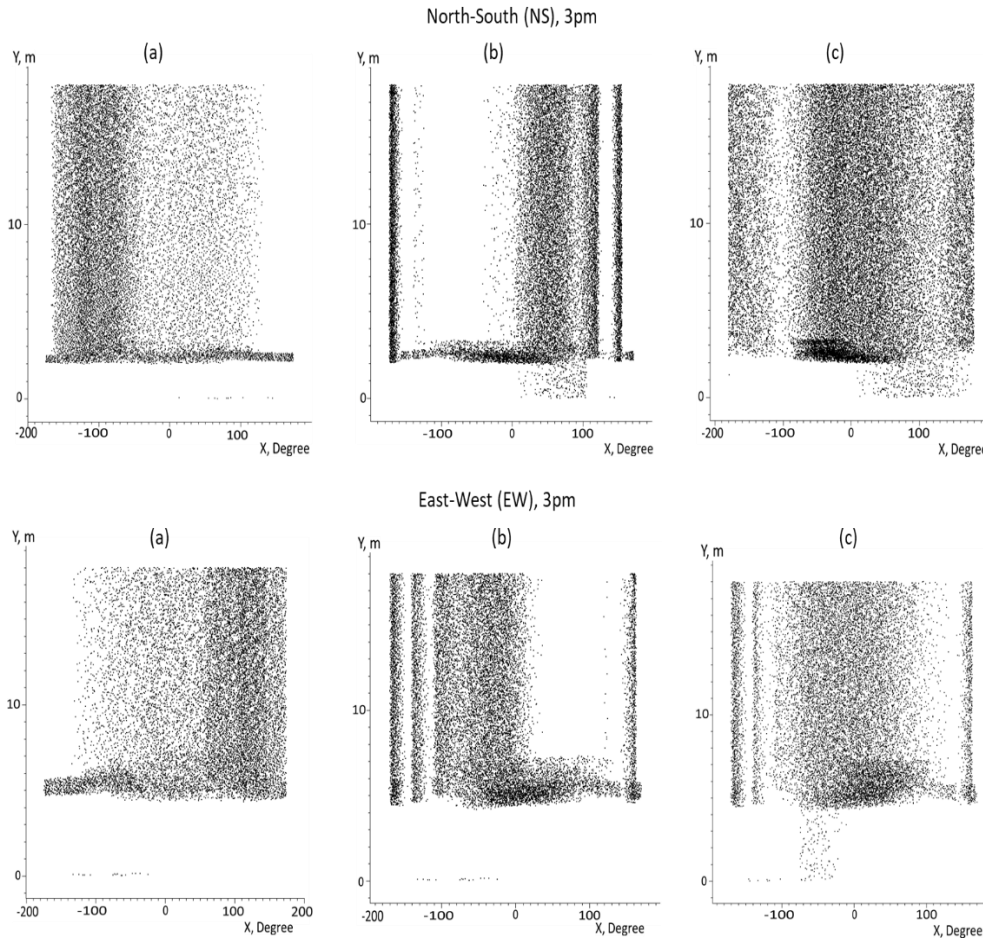 North-South (NS), 3pm
(a) (b) (c)
Y, m Y, m Y, m
10 10 10
0 0 0
-200 -100 0 100 -100 0 100 -200 -100 0 100
X, Degree X, Degree X, Degree
East-West (EW), 3pm
(a) (b) (c)
Y, m Y, m Y, m
10 10 10
0 0 0
-200 -100 0 100 200 -100 0 100 -100 0 100
X, Degree X, Degree X, Degree